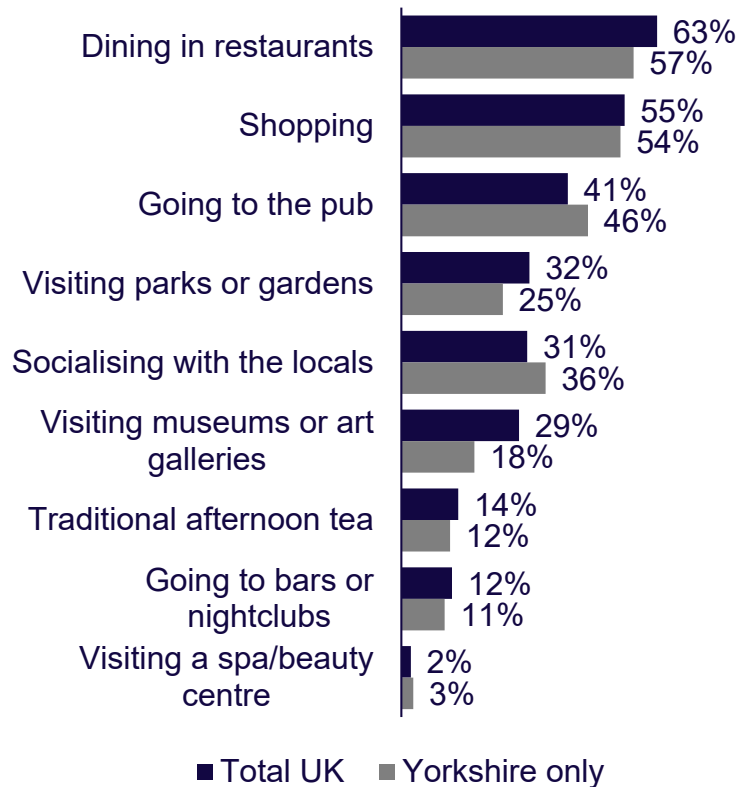 Dining in restaurants
63%
57%
Shopping
55%
54%
Going to the pub
41%
46%
Visiting parks or gardens
32%
25%
Socialising with the locals
31%
36%
Visiting museums or art
galleries
29%
18%
Traditional afternoon tea
14%
12%
Going to bars or
nightclubs
12%
11%
Visiting a spa/beauty
centre
2%
3%
Total UK
Yorkshire only